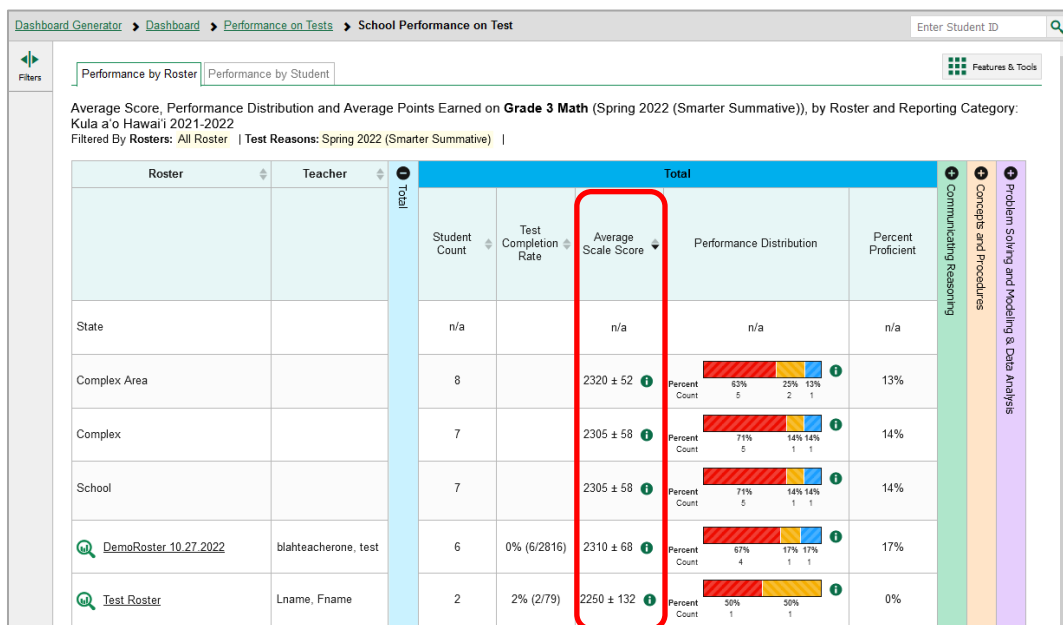 Dashboard Generator > Dashboard > Performance on Tests > School Performance on Test
Enter Student ID
Filters
Performance by Roster
Performance by Student
Features & Tools
Average Score, Performance Distribution and Average Points Earned on Grade 3 Math (Spring 2022 (Smarter Summative)), by Roster and Reporting Category:
Kula a‘o Hawai‘i 2021-2022
Filtered By Rosters: All Roster | Test Reasons: Spring 2022 (Smarter Summative) |
Roster Teacher Total Total
Communicating Reasoning
Concepts and Procedures
Problem Solving and Modeling & Data Analysis
Student
Count
Test
Completion
Rate
Average
Scale Score
Performance Distribution
Percent
Proficient
State n/a n/a n/a n/a
Complex Area 8 2320 ± 52 13%
Percent 63% 25% 13%
Count 5 2 1
Complex 7 2305 ± 58 14%
Percent 71% 14% 14%
Count 5 1 1
School 7 2305 ± 58 14%
Percent 71% 14% 14%
Count 5 1 1
DemoRoster 10.27.2022 blahteacherone, test 6 0% (6/2816) 2310 ± 68 17%
Percent 67% 17% 17%
Count 4 1 1
Test Roster Lname, Fname 2 2% (2/79) 2250 ± 132 0%
Percent 50% 50%
Count 1 1